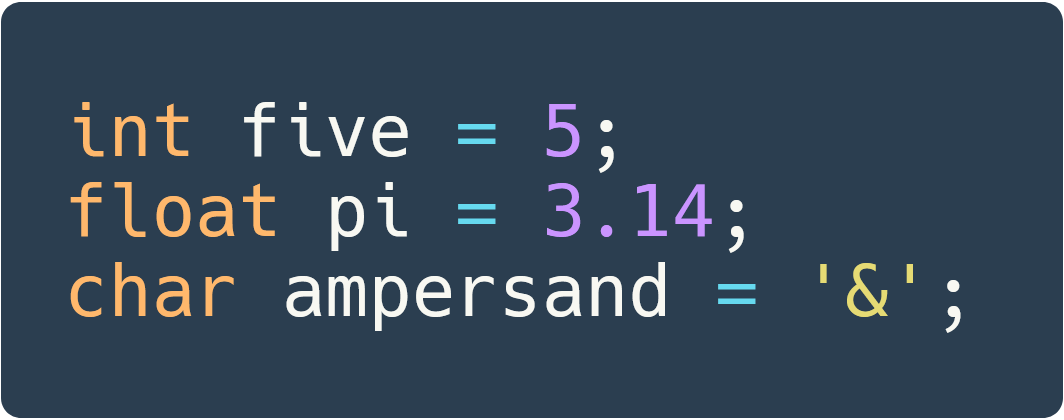 int five = 5;
float pi = 3.14;
char ampersand = '&';